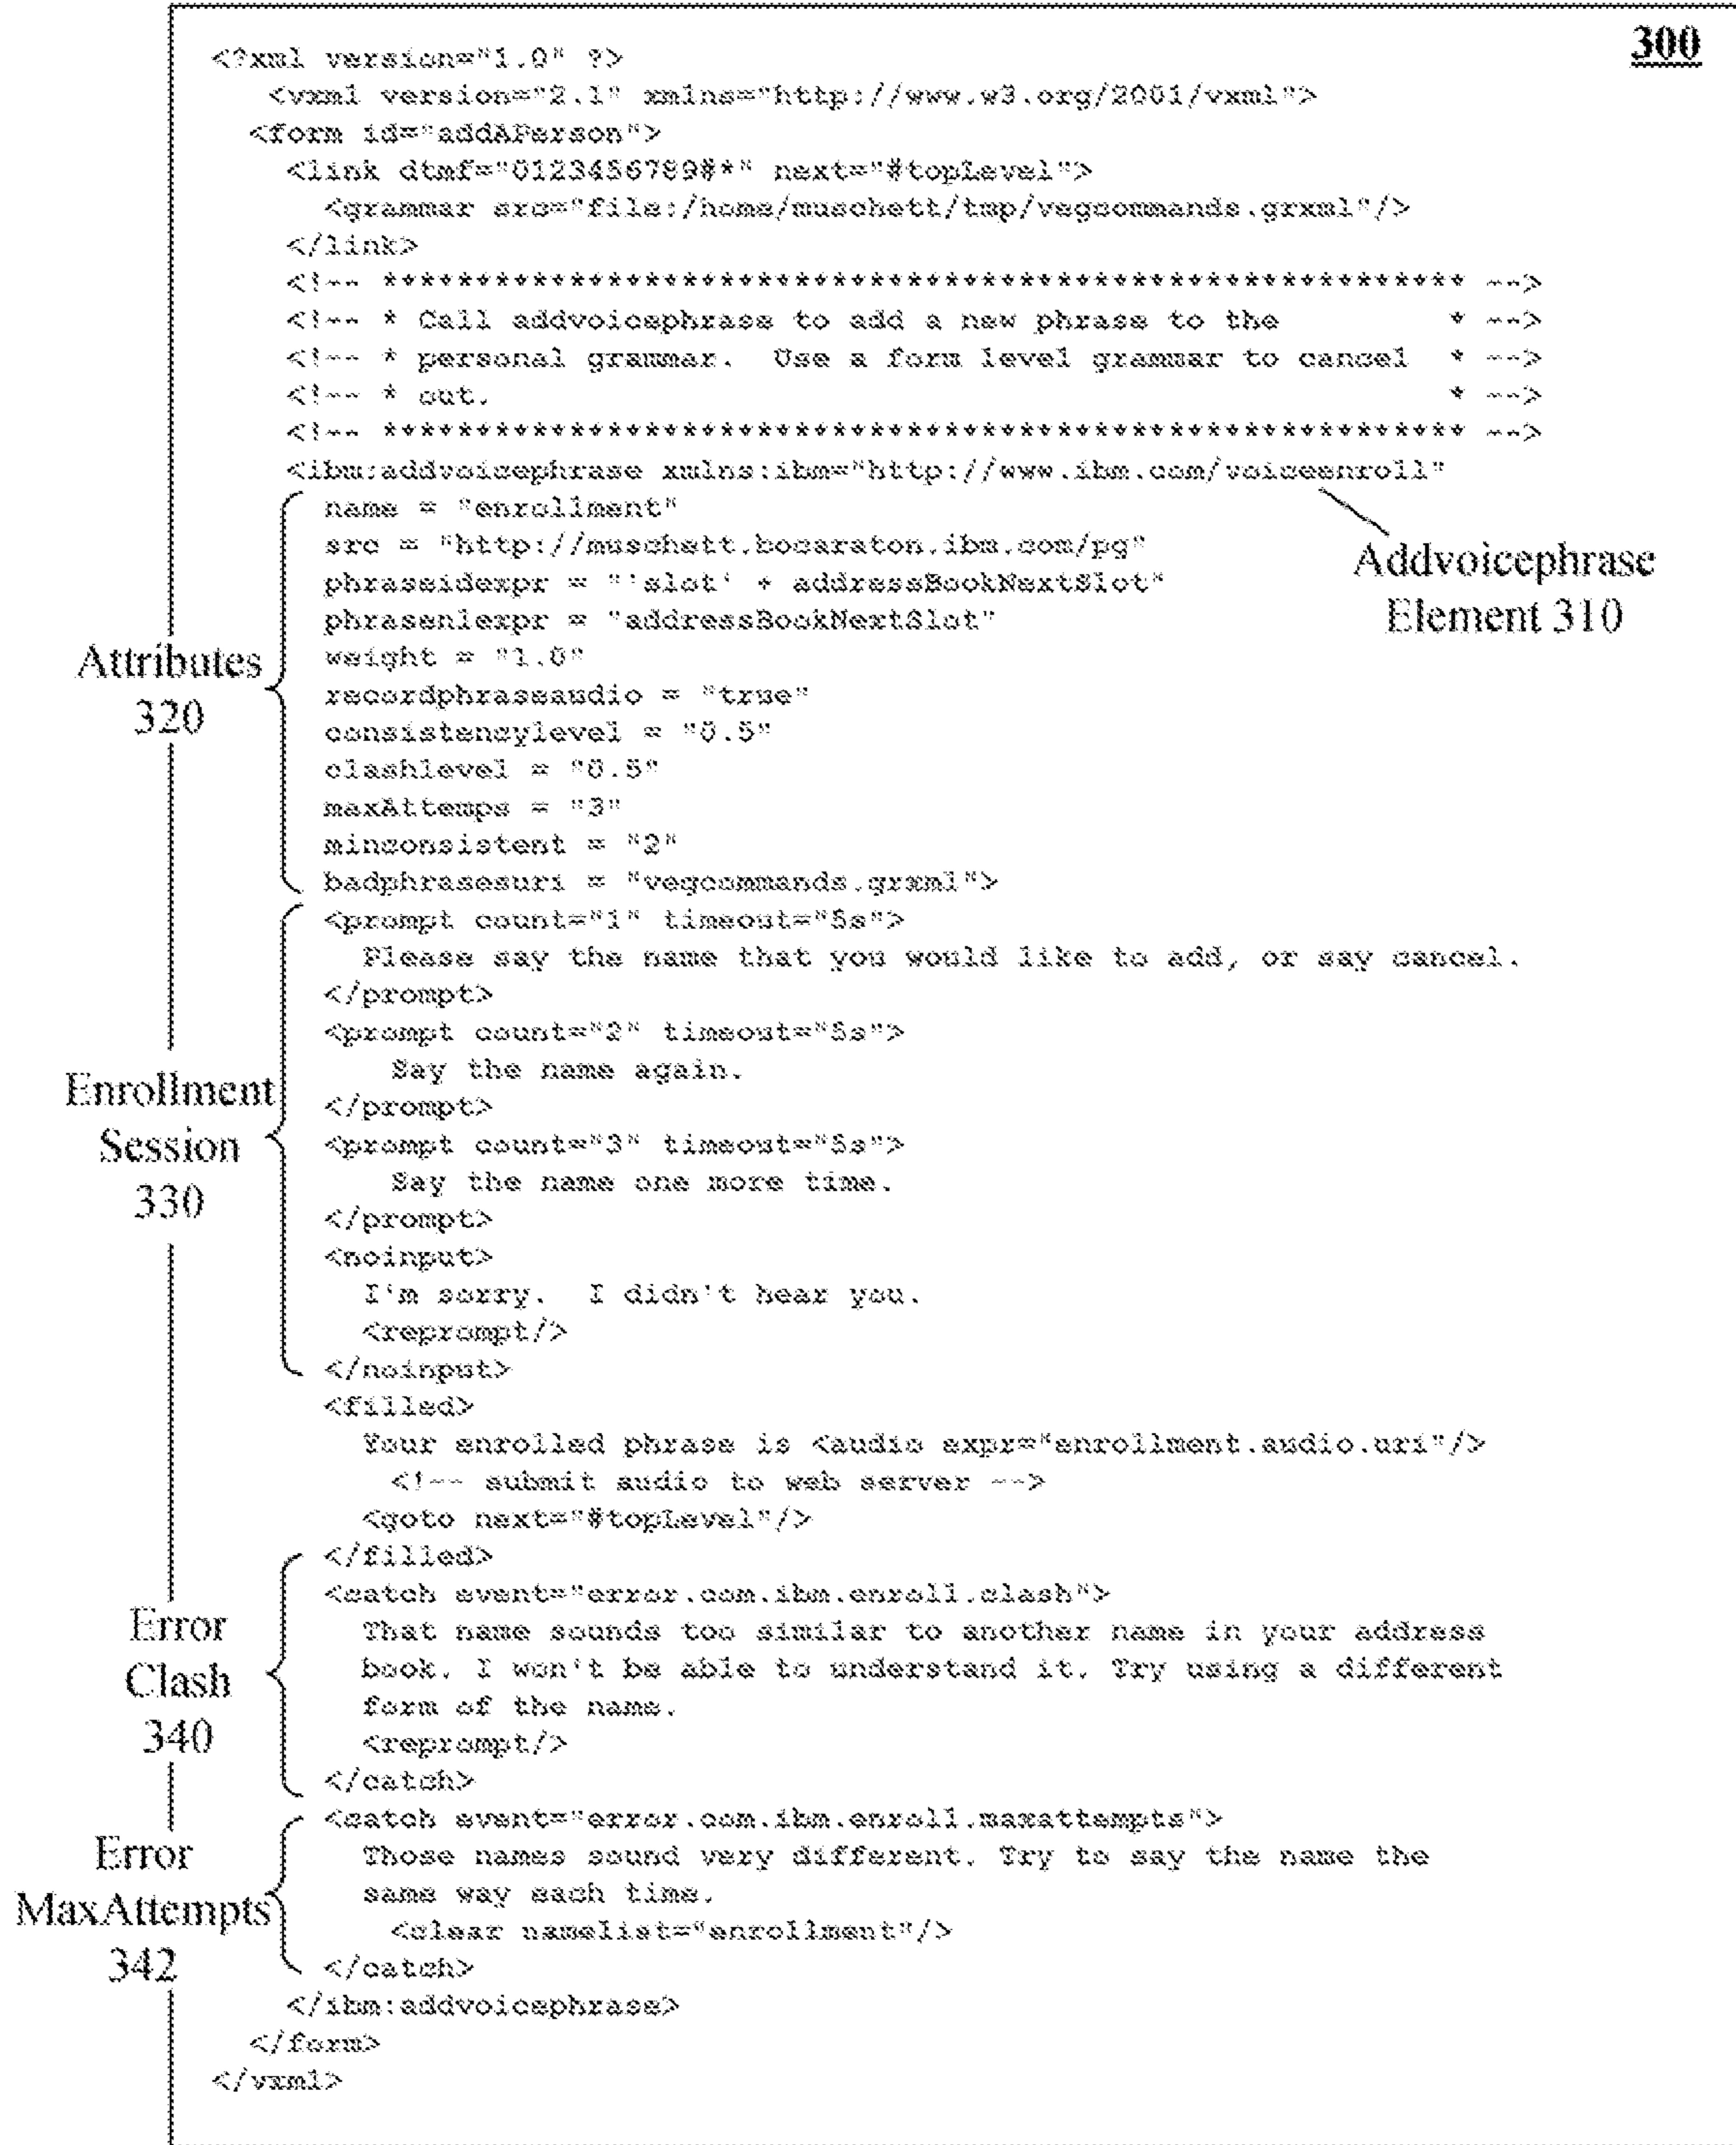 300
<?xml version="1.0" ?>
<vxml version="2.1" xmlns="http://www.w3.org/2001/vxml">
<form id="addAPerson">
<link dtmf="0123456789#*" next="#topLevel">
<grammar src="file:/home/muschett/tmp/vegcommands.grxml"/>
</link>
<!-- ********************************************************** -->
<!-- * Call addvoicephrase to add a new phrase to the * -->
<!-- * personal grammar. Use a form level grammar to cancel * -->
<!-- * out. * -->
<!-- ********************************************************** -->
<ibm:addvoicephrase xmlns:ibm="http://www.ibm.com/voiceenroll"
Addvoicephrase
Element 310
Attributes
320
name = "enrollment"
src = "http://muschett.bocaraton.ibm.com/pg"
phraseidexpr = "'slot' + addressBookNextSlot"
phrasenlexpr = "addressBookNextSlot"
weight = "1.0"
recordphraseaudio = "true"
consistencylevel = "0.5"
clashlevel = "0.5"
maxAttemps = "3"
minconsistent = "2"
badphrasesuri = "vegcommands.grxml">
Enrollment
Session
330
<prompt count="1" timeout="5s">
Please say the name that you would like to add, or say cancel.
</prompt>
<prompt count="2" timeout="5s">
Say the name again.
</prompt>
<prompt count="3" timeout="5s">
Say the name one more time.
</prompt>
<noinput>
I'm sorry. I didn't hear you.
<reprompt/>
</noinput>
<filled>
Your enrolled phrase is <audio expr="enrollment.audio.uri"/>
<!-- submit audio to web server -->
<goto next="#topLevel"/>
</filled>
Error
Clash
340
<catch event="error.com.ibm.enroll.clash">
That name sounds too similar to another name in your address
book. I won't be able to understand it. Try using a different
form of the name.
<reprompt/>
</catch>
Error
MaxAttempts
342
<catch event="error.com.ibm.enroll.maxattempts">
Those names sound very different. Try to say the name the
same way each time.
<clear namelist="enrollment"/>
</catch>
</ibm:addvoicephrase>
</form>
</vxml>